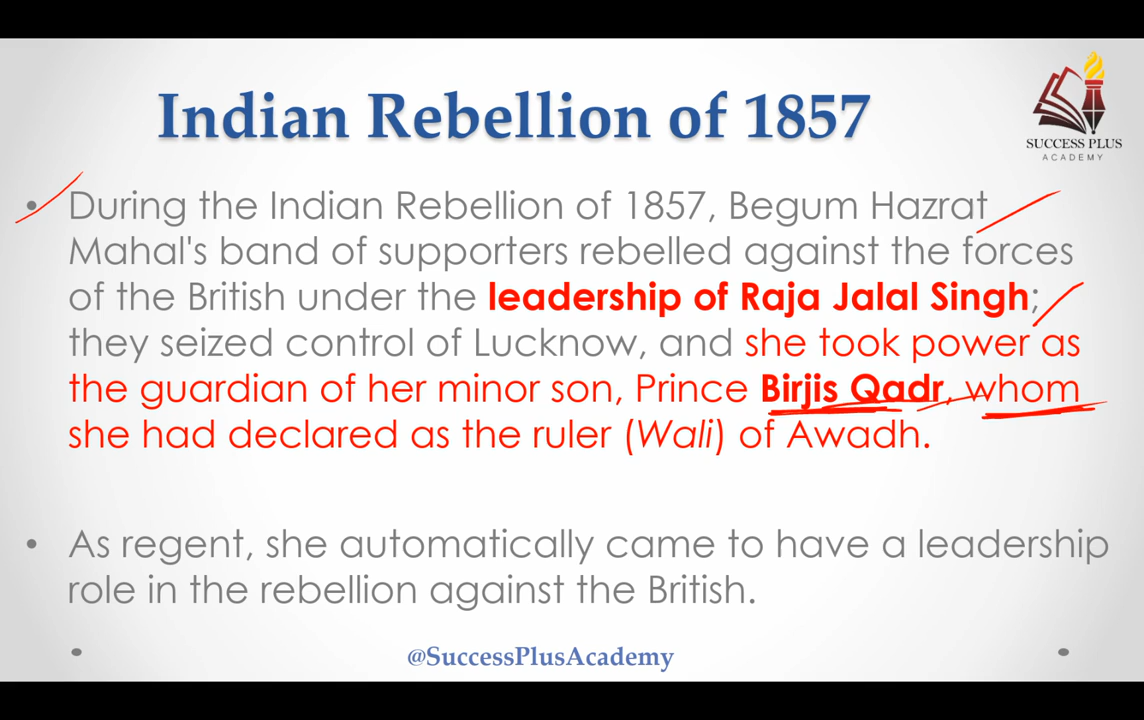 Indian Rebellion of 1857
SUCCESS PLUS
ACADEMY
• During the Indian Rebellion of 1857, Begum Hazrat
Mahal's band of supporters rebelled against the forces
of the British under the leadership of Raja Jalal Singh;
they seized control of Lucknow, and she took power as
the guardian of her minor son, Prince Birjis Qadr, whom
she had declared as the ruler (Wali) of Awadh.
• As regent, she automatically came to have a leadership
role in the rebellion against the British.
@SuccessPlusAcademy